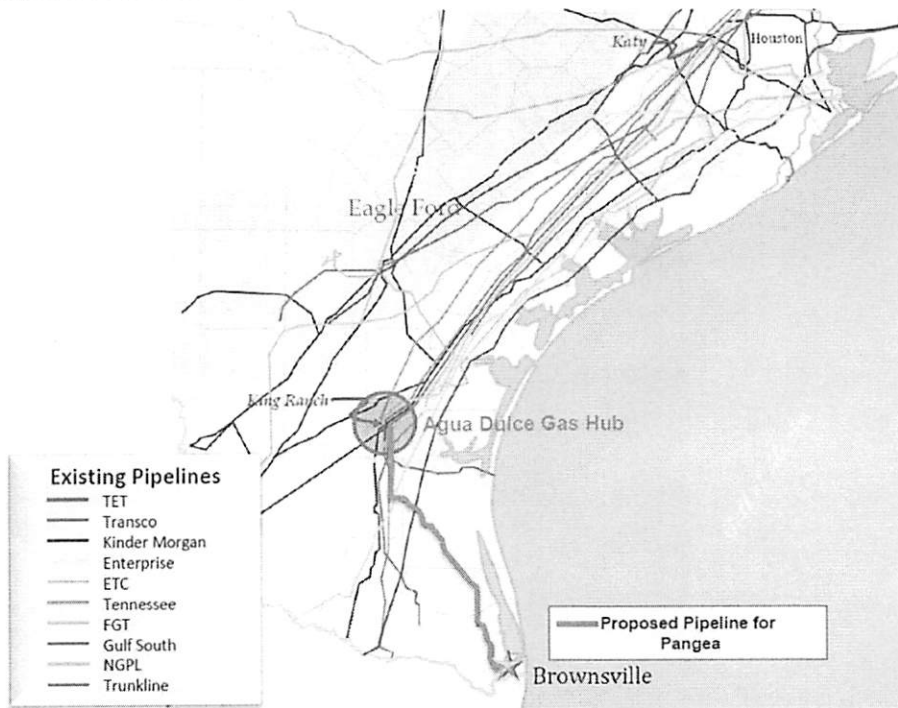 Katy
Houston
Eagle Ford
King Ranch
Agua Dulce Gas Hub
Existing Pipelines
TET
Transco
Kinder Morgan
Enterprise
ETC
Tennessee
FGT
Gulf South
NGPL
Trunkline
Proposed Pipeline for
Pangea
Brownsville